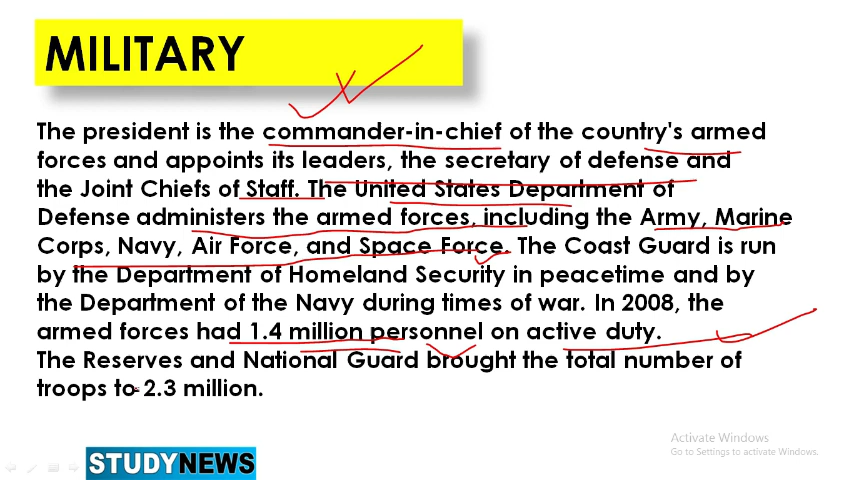 MILITARY
The president is the commander-in-chief of the country's armed
forces and appoints its leaders, the secretary of defense and
the Joint Chiefs of Staff. The United States Department of
Defense administers the armed forces, including the Army, Marine
Corps, Navy, Air Force, and Space Force. The Coast Guard is run
by the Department of Homeland Security in peacetime and by
the Department of the Navy during times of war. In 2008, the
armed forces had 1.4 million personnel on active duty.
The Reserves and National Guard brought the total number of
troops to 2.3 million.
Activate Windows
Go to Settings to activate Windows.
STUDYNEWS